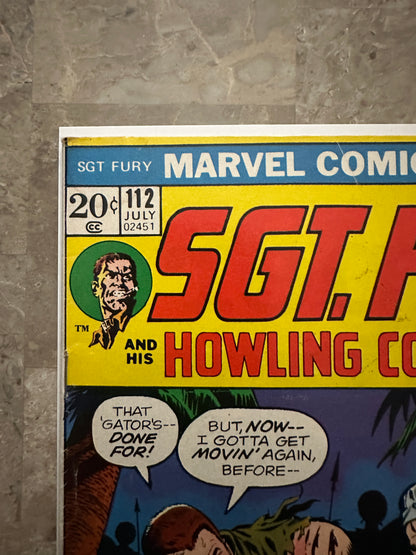 SGT FURY MARVEL COMIC
20¢ 112
JULY
CC 02451
SGT. F
TM AND
HIS HOWLING CO
THAT
'GATOR'S--
DONE
FOR!
BUT, NOW--
I GOTTA GET
MOVIN' AGAIN,
BEFORE--